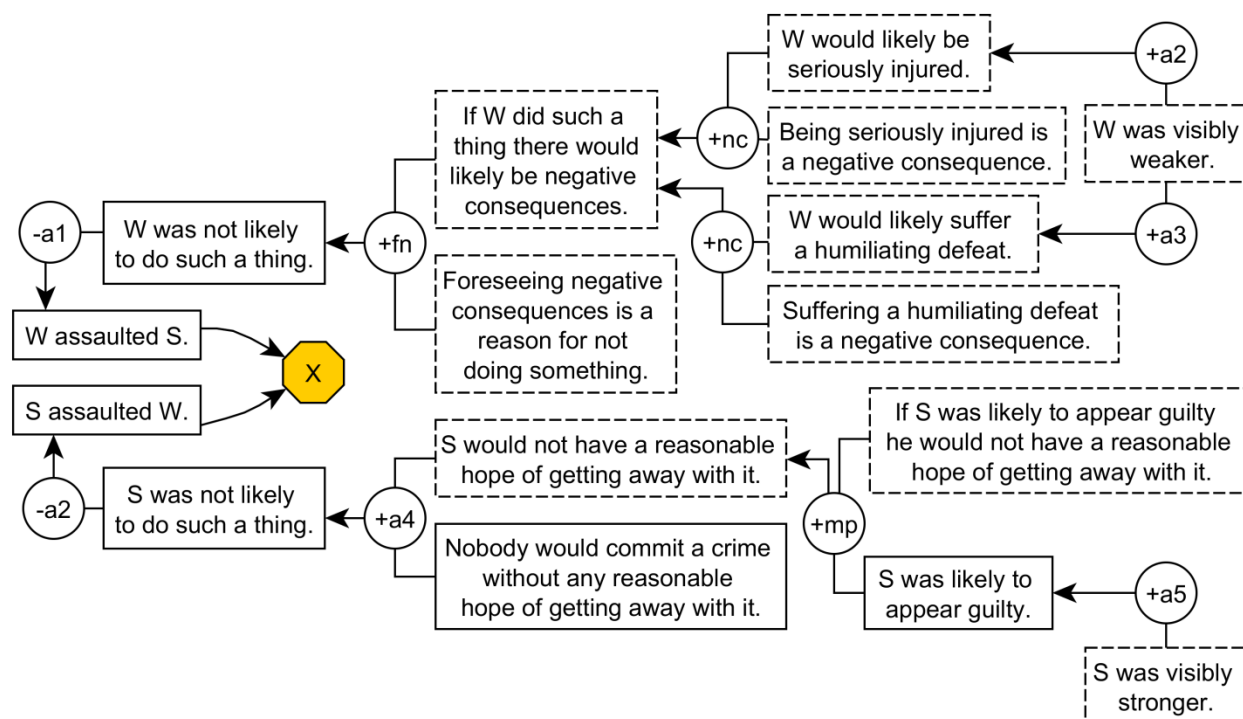 W would likely be
seriously injured.
+a2
If W did such a
thing there would
likely be negative
consequences.
+nc
Being seriously injured is
a negative consequence.
W was visibly
weaker.
-a1
W was not likely
to do such a thing.
+fn
+nc
W would likely suffer
a humiliating defeat.
+a3
Foreseeing negative
consequences is a
reason for not
doing something.
Suffering a humiliating defeat
is a negative consequence.
W assaulted S.
X
S assaulted W.
S would not have a reasonable
hope of getting away with it.
If S was likely to appear guilty
he would not have a reasonable
hope of getting away with it.
-a2
S was not likely
to do such a thing.
+a4
+mp
Nobody would commit a crime
without any reasonable
hope of getting away with it.
S was likely to
appear guilty.
+a5
S was visibly
stronger.